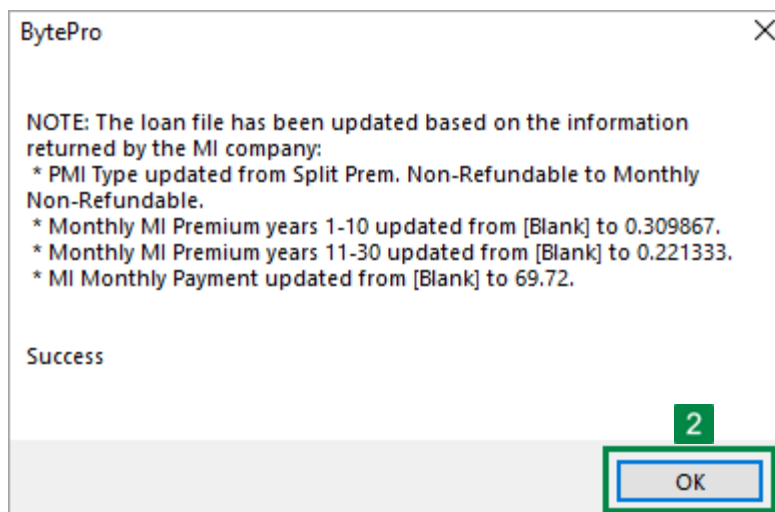 BytePro
NOTE: The loan file has been updated based on the information
returned by the MI company:
* PMI Type updated from Split Prem. Non-Refundable to Monthly
Non-Refundable.
* Monthly MI Premium years 1-10 updated from [Blank] to 0.309867.
* Monthly MI Premium years 11-30 updated from [Blank] to 0.221333.
* MI Monthly Payment updated from [Blank] to 69.72.
Success
2
OK